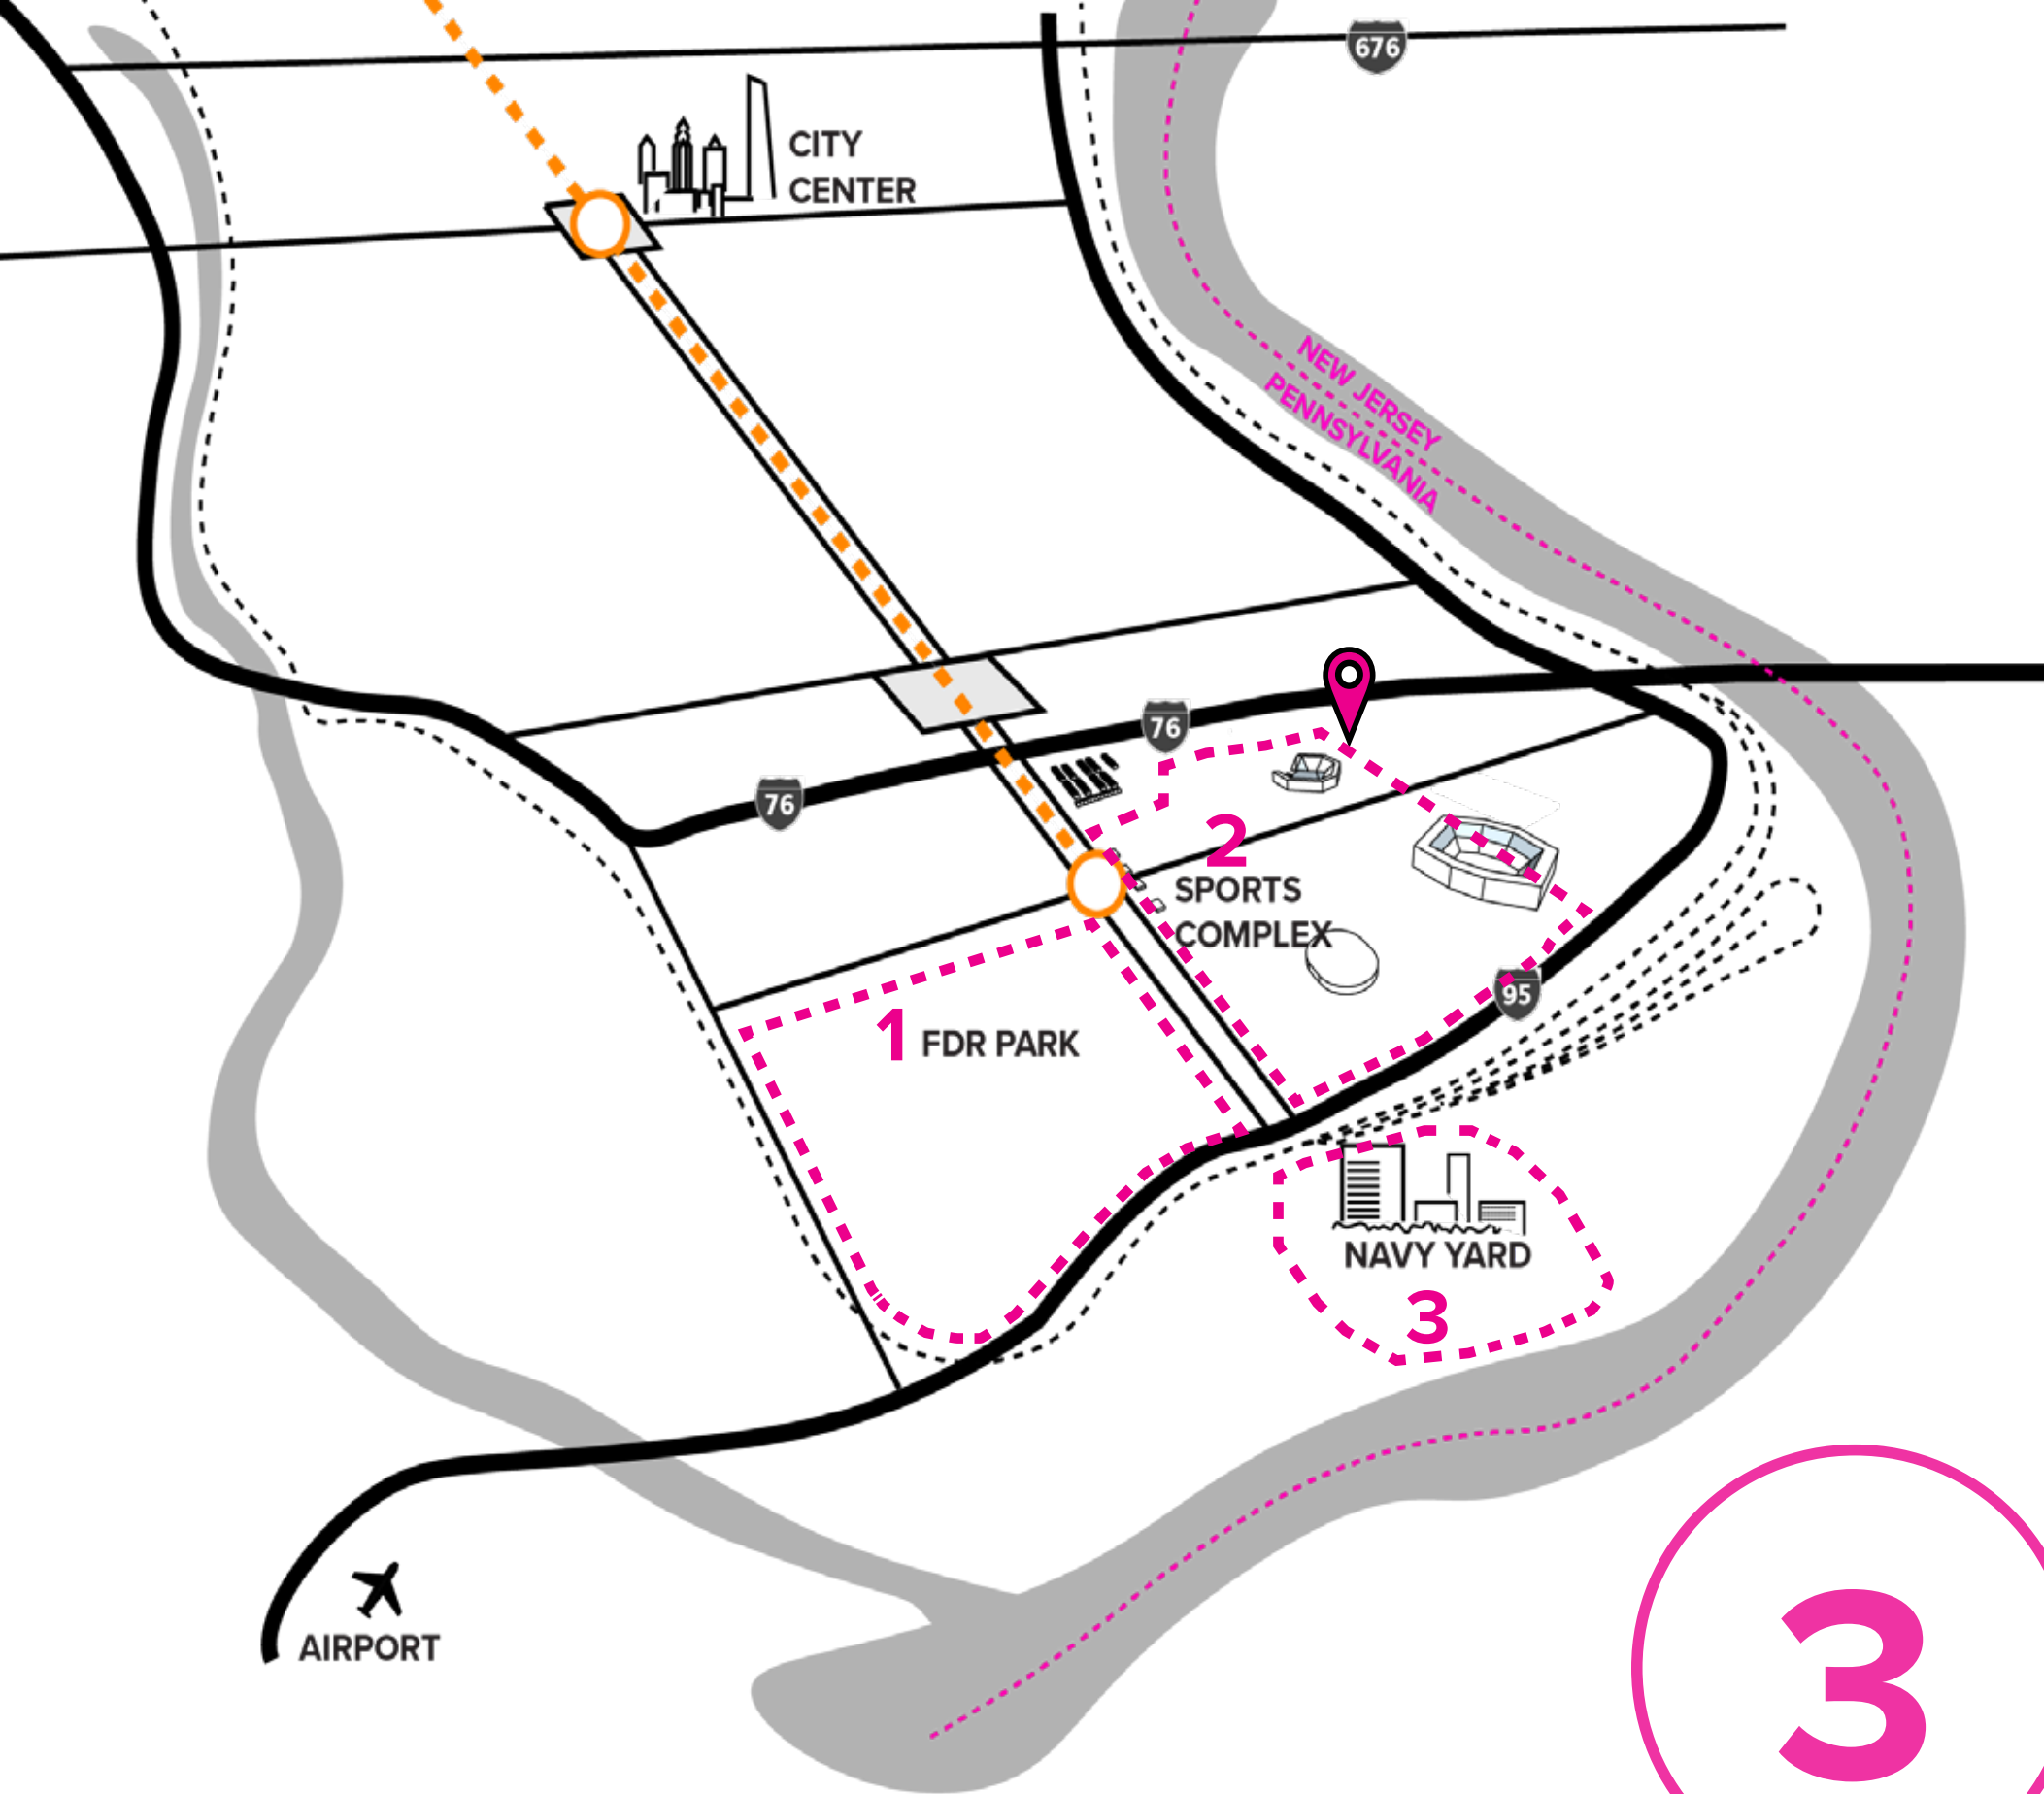 676
CITY
CENTER
NEW JERSEY
PENNSYLVANIA
76
76
2
SPORTS
COMPLEX
95
1 FDR PARK
NAVY YARD
3
AIRPORT
3